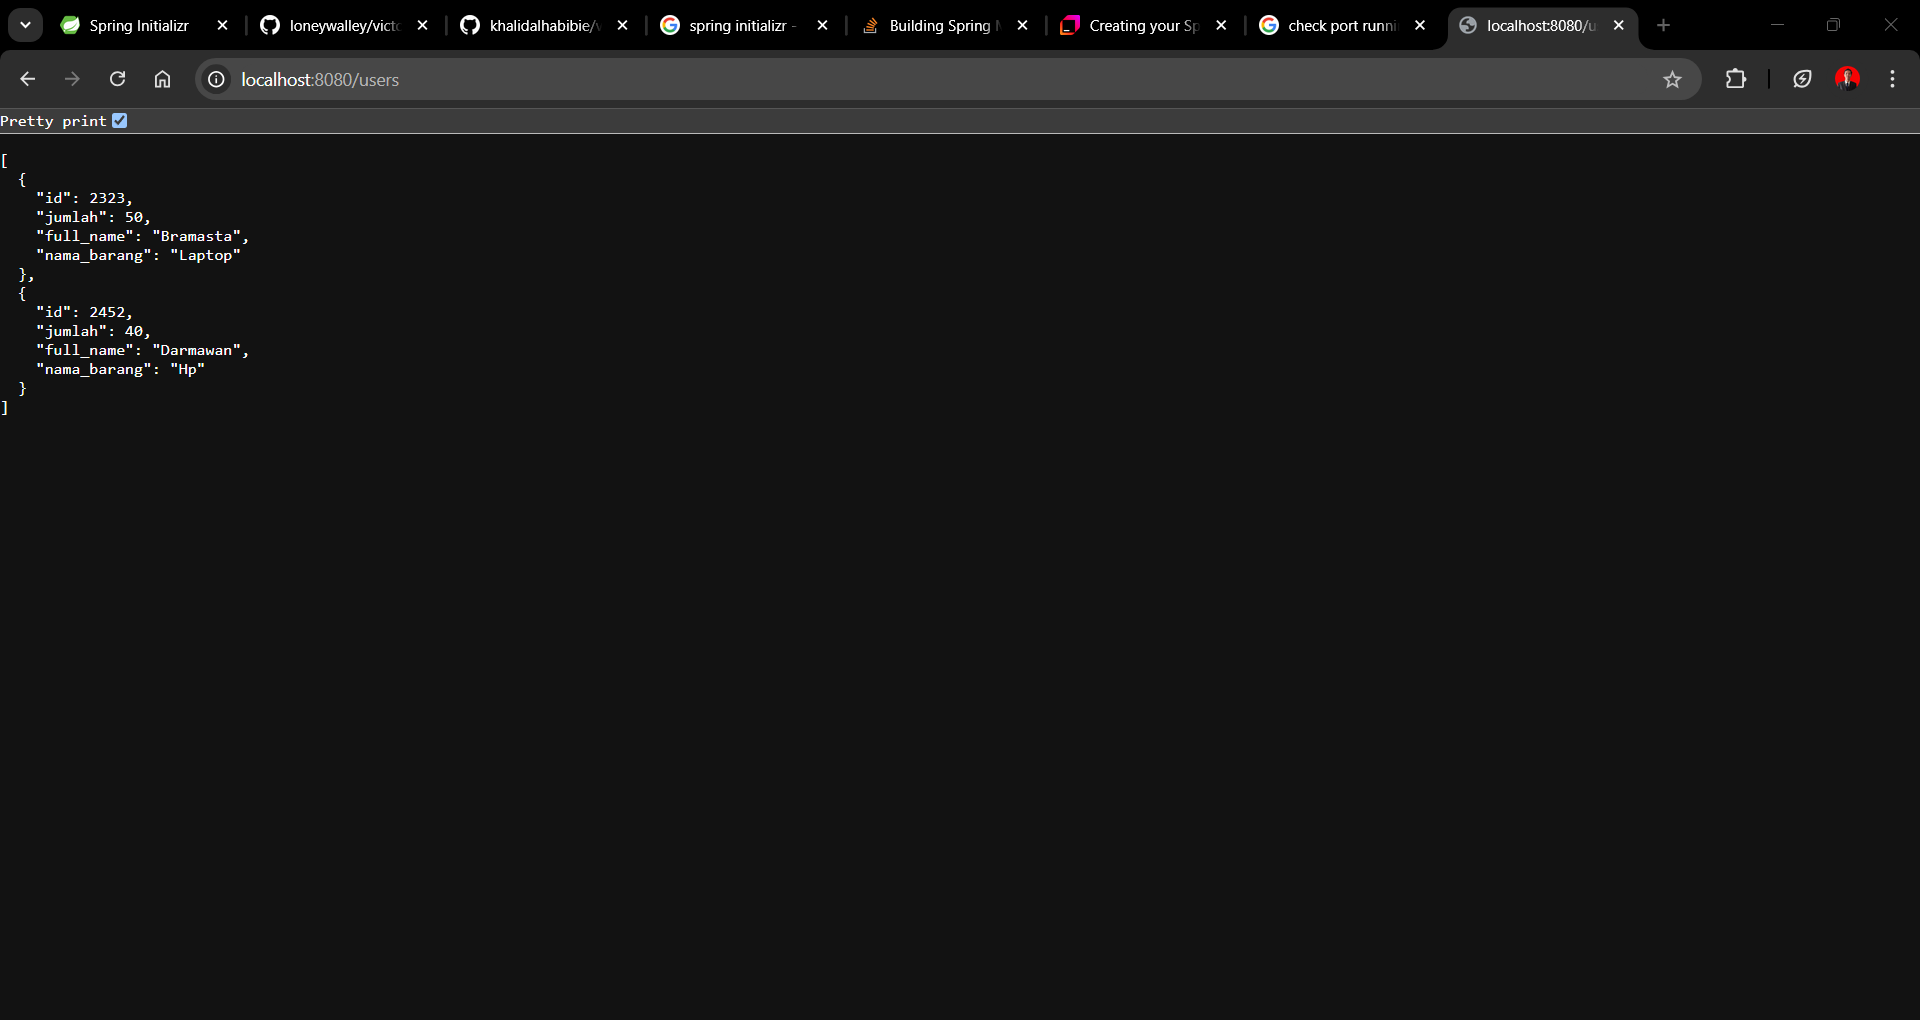 Spring Initializr
loneywalley/victo
khalidalhabibie/v
spring initializr -
Building Spring M
Creating your Sp
check port runni
localhost:8080/u
localhost:8080/users
Pretty print
[
  {
    "id": 2323,
    "jumlah": 50,
    "full_name": "Bramasta",
    "nama_barang": "Laptop"
  },
  {
    "id": 2452,
    "jumlah": 40,
    "full_name": "Darmawan",
    "nama_barang": "Hp"
  }
]